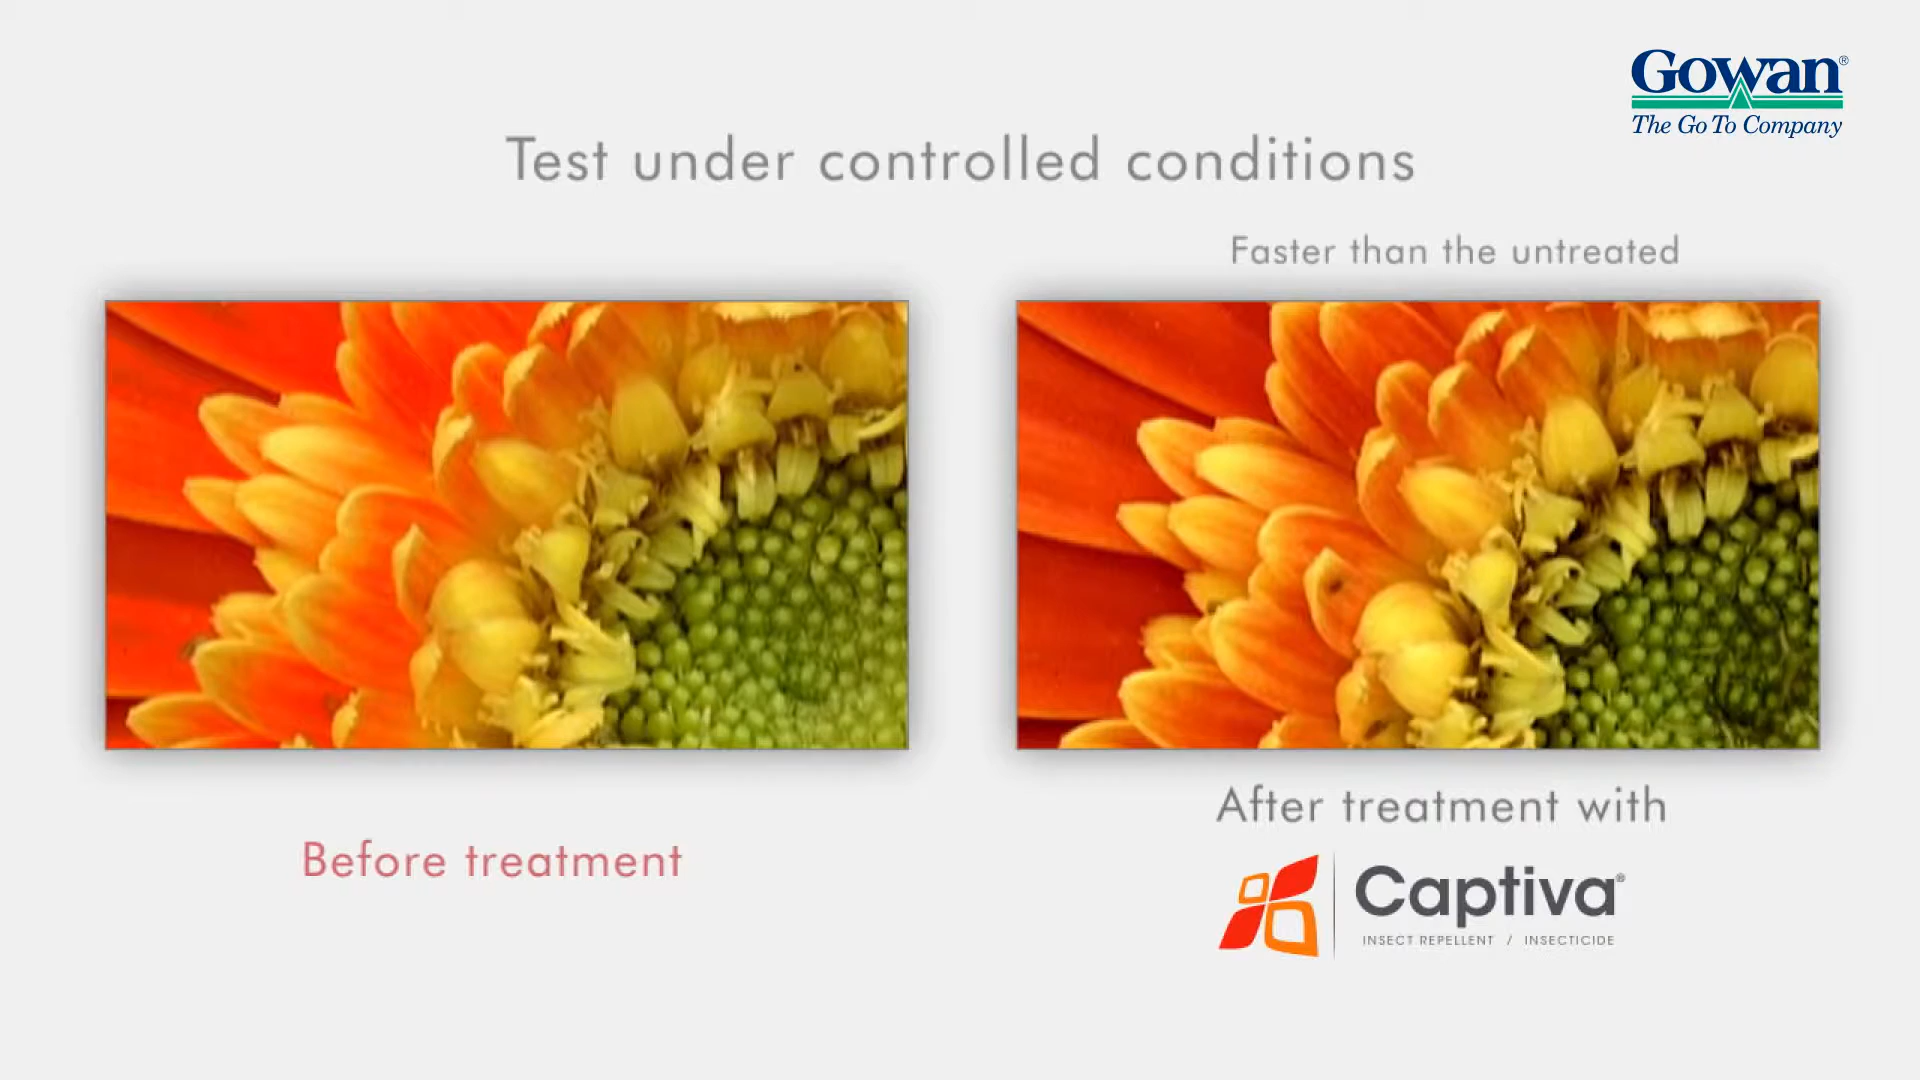 Gowan®
The Go To Company
Test under controlled conditions
Faster than the untreated
Before treatment
After treatment with
Captiva®
INSECT REPELLENT / INSECTICIDE